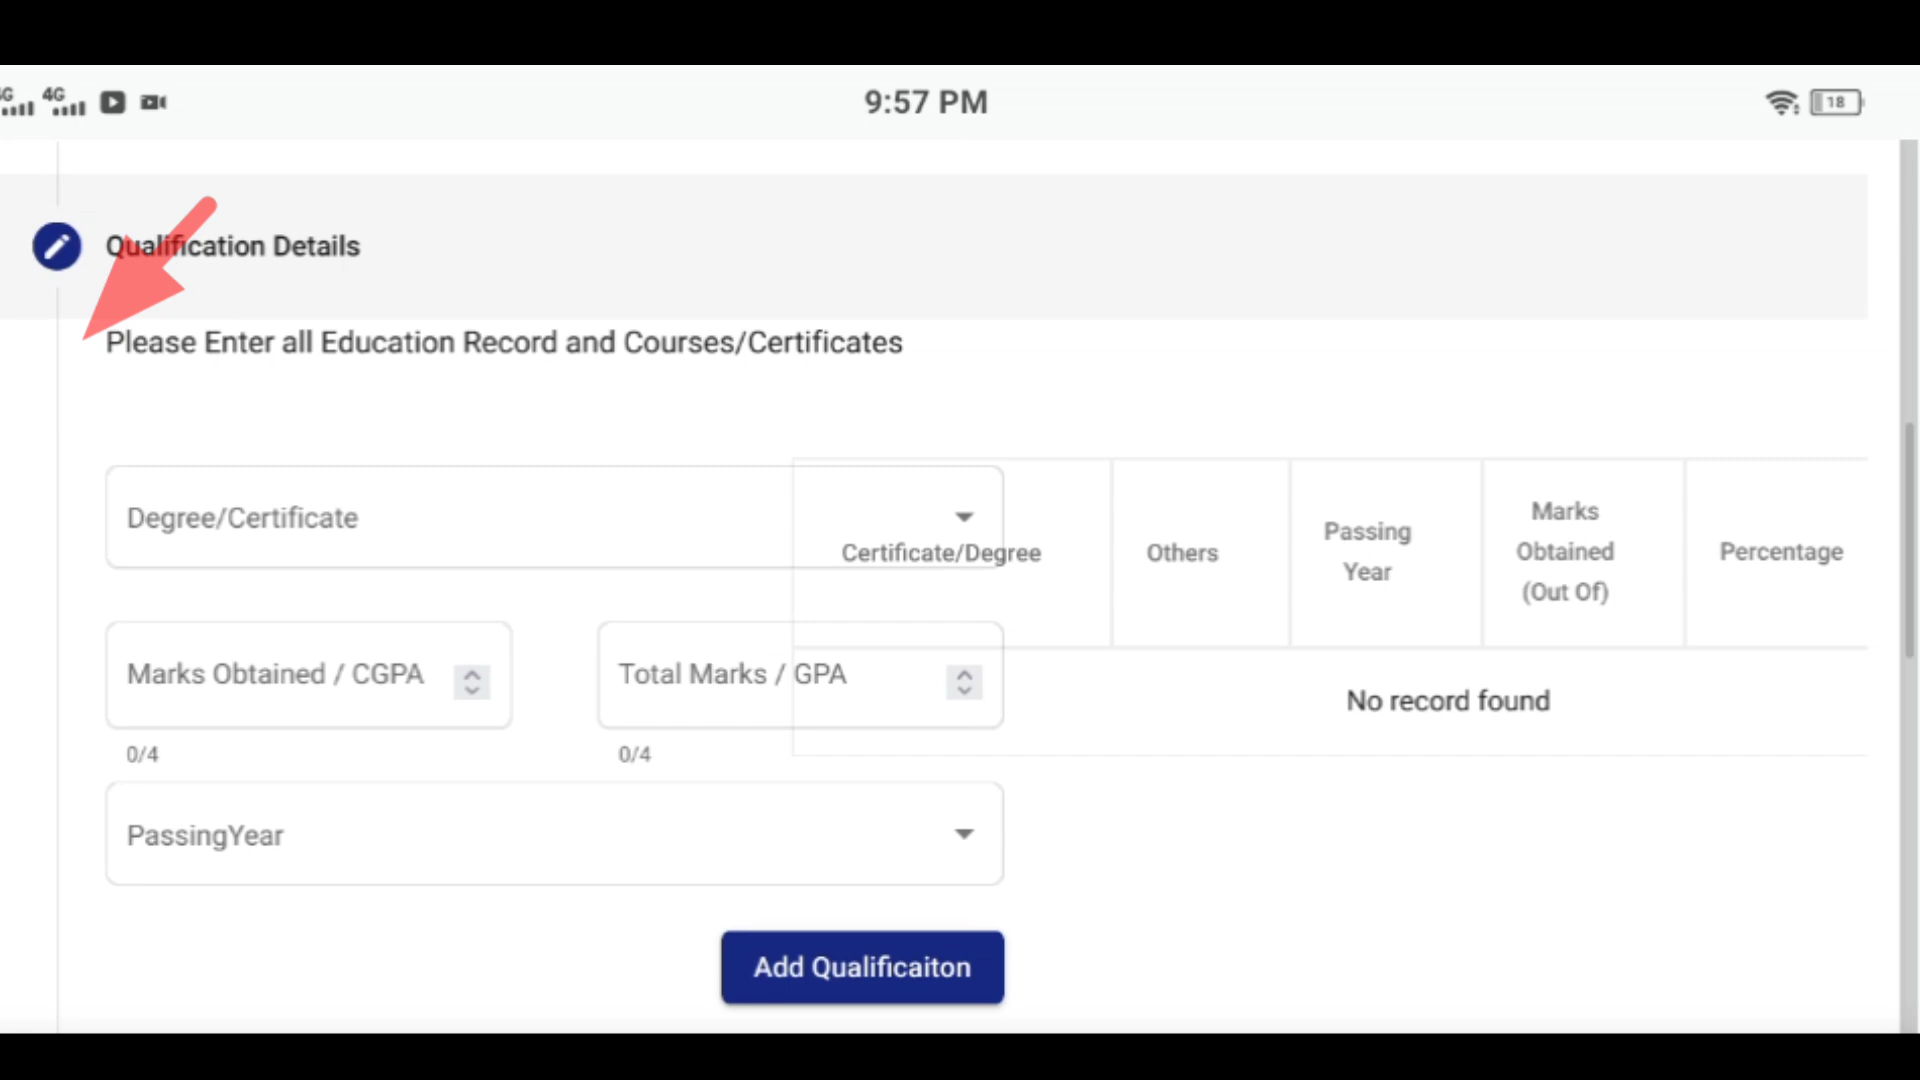 4G 4G 9:57 PM 18
Qualification Details
Please Enter all Education Record and Courses/Certificates
Degree/Certificate
Certificate/Degree
Others
Passing
Year
Marks
Obtained
(Out Of)
Percentage
Marks Obtained / CGPA
Total Marks / GPA
No record found
0/4
0/4
PassingYear
Add Qualificaiton